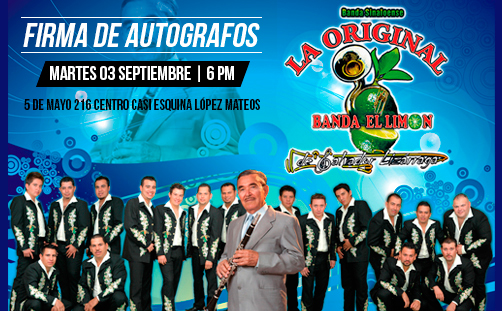 FIRMA DE AUTOGRAFOS
MARTES 03 SEPTIEMBRE | 6 PM
5 DE MAYO 216 CENTRO CASI ESQUINA LÓPEZ MATEOS
Banda Sinaloense
LA ORIGINAL
BANDA EL LIMÓN
de Salvador Lizárraga